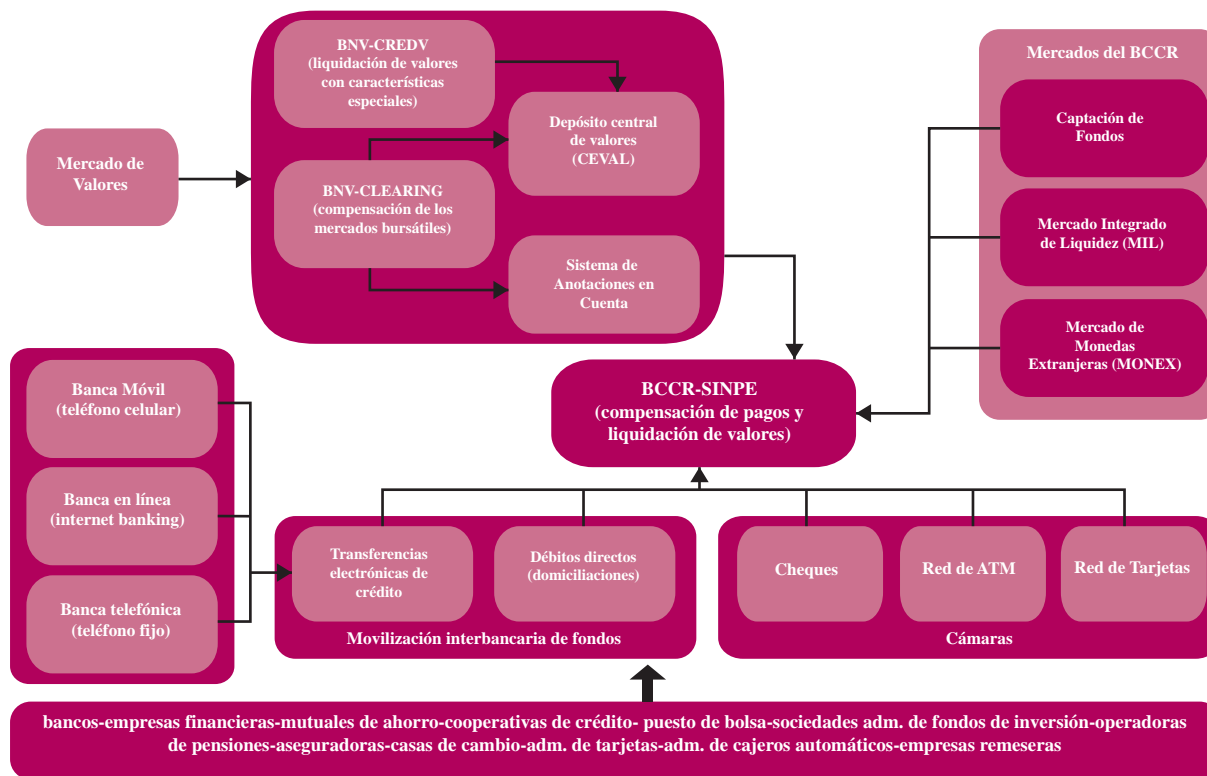 BNV-CREDV
(liquidación de valores
con características
especiales)
Depósito central
de valores
(CEVAL)
Mercado de
Valores
BNV-CLEARING
(compensación de los
mercados bursátiles)
Sistema de
Anotaciones en
Cuenta
Mercados del BCCR
Captación de
Fondos
Mercado Integrado
de Liquidez (MIL)
Mercado de
Monedas
Extranjeras (MONEX)
BCCR-SINPE
(compensación de pagos y
liquidación de valores)
Banca Móvil
(teléfono celular)
Banca en línea
(internet banking)
Banca telefónica
(teléfono fijo)
Transferencias
electrónicas de
crédito
Débitos directos
(domiciliaciones)
Movilización interbancaria de fondos
Cheques
Red de ATM
Red de Tarjetas
Cámaras
bancos-empresas financieras-mutuales de ahorro-cooperativas de crédito- puesto de bolsa-sociedades adm. de fondos de inversión-operadoras
de pensiones-aseguradoras-casas de cambio-adm. de tarjetas-adm. de cajeros automáticos-empresas remeseras